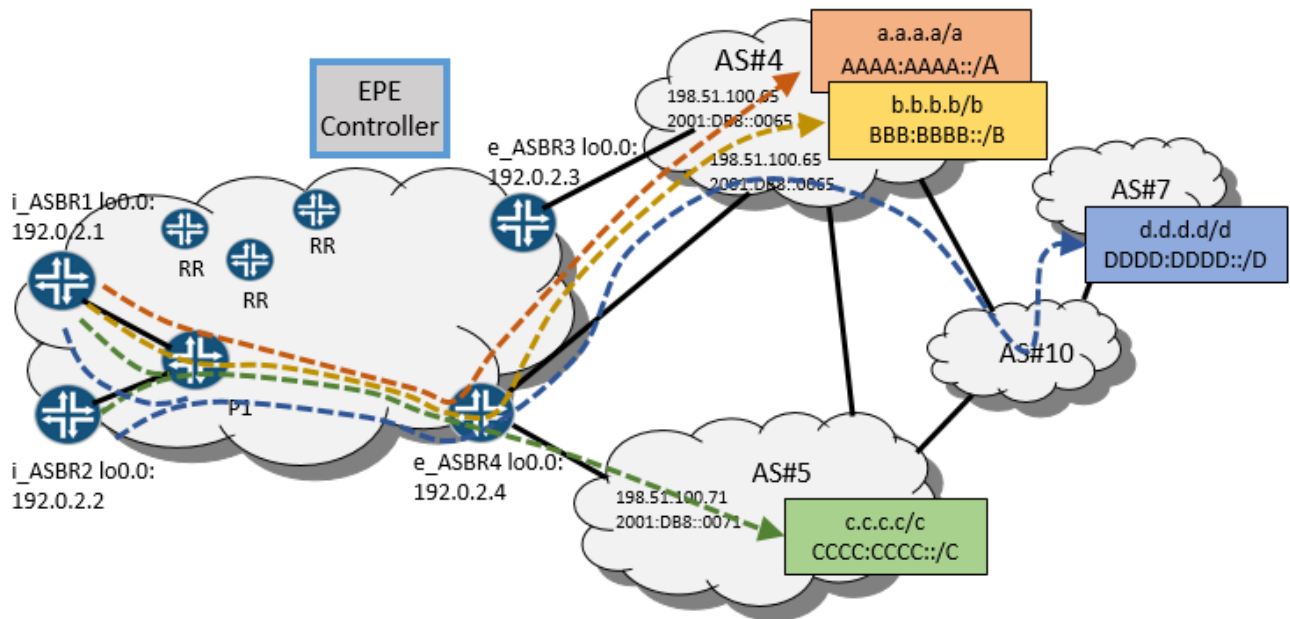 EPE
Controller
i_ASBR1 lo0.0:
192.0.2.1
RR
RR
RR
e_ASBR3 lo0.0:
192.0.2.3
P1
i_ASBR2 lo0.0:
192.0.2.2
e_ASBR4 lo0.0:
192.0.2.4
AS#4
198.51.100.65
2001:DB8::0065
198.51.100.65
2001:DB8::0065
a.a.a.a/a
AAAA:AAAA::/A
b.b.b.b/b
BBB:BBBB::/B
AS#7
d.d.d.d/d
DDDD:DDDD::/D
AS#10
AS#5
198.51.100.71
2001:DB8::0071
c.c.c.c/c
CCCC:CCCC::/C